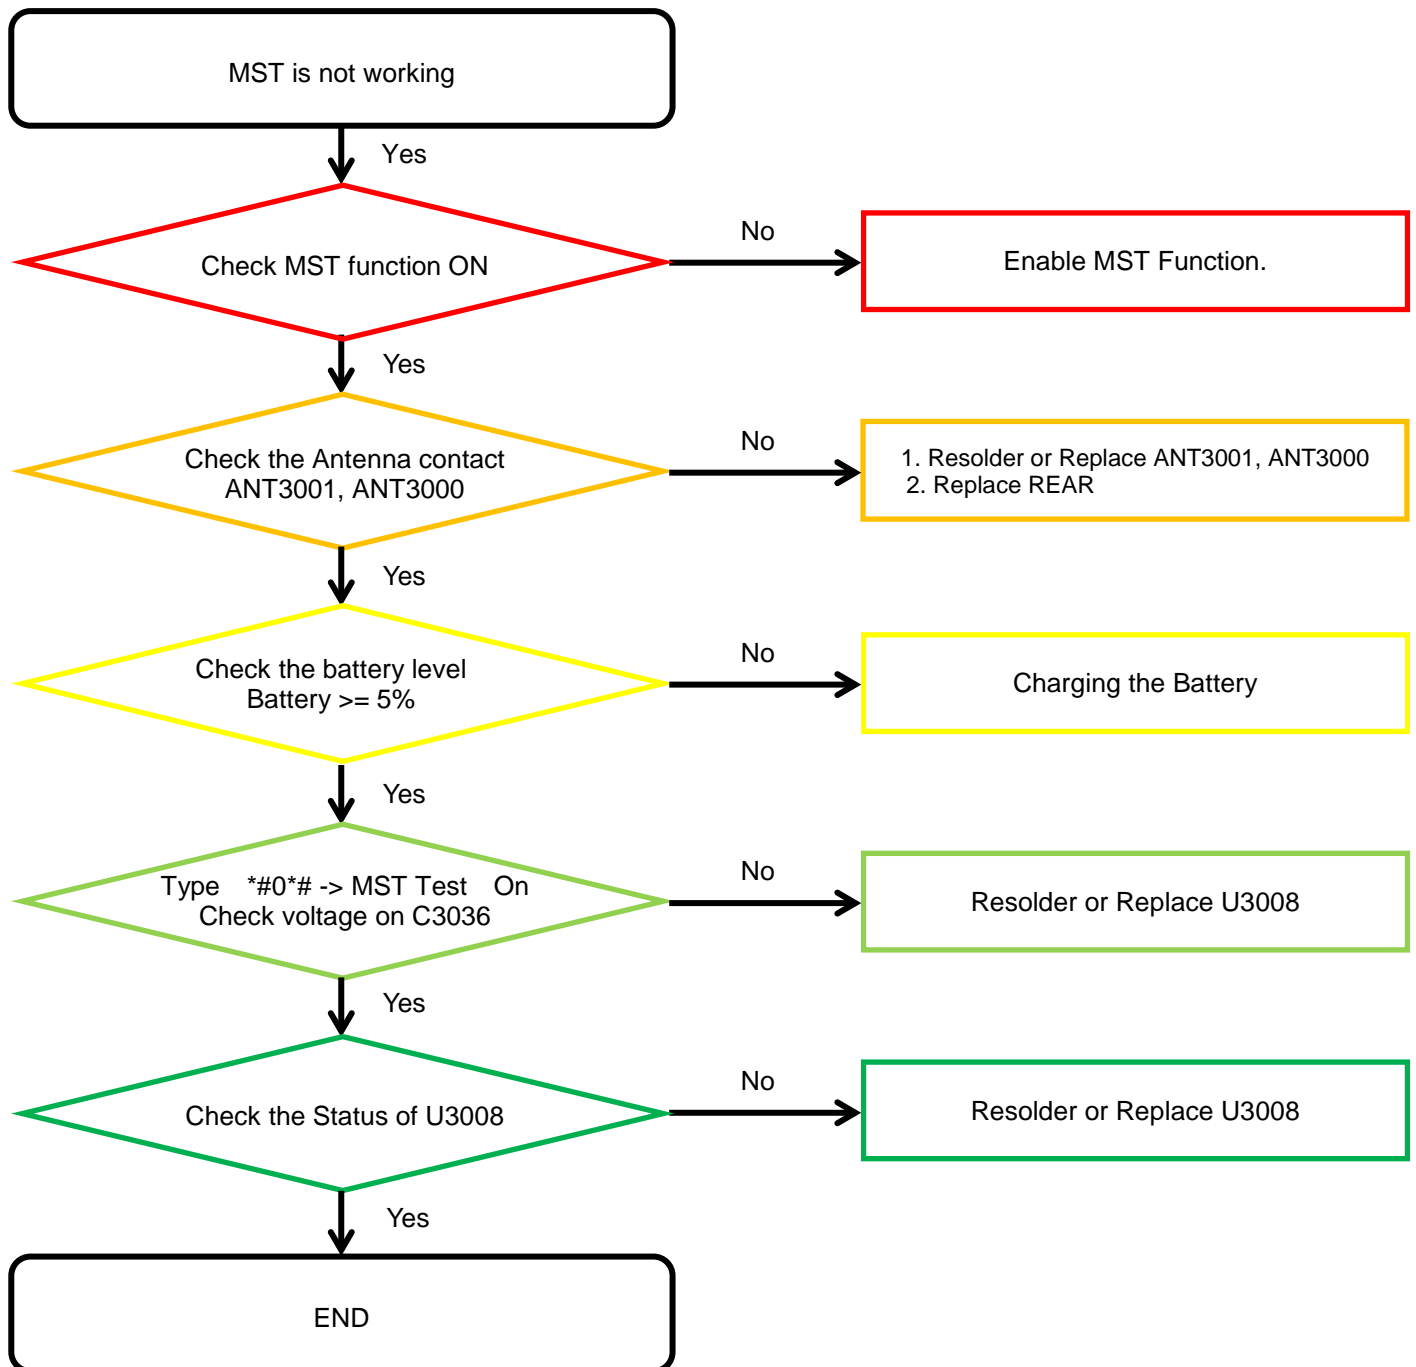 MST is not working
Yes
Check MST function ON
No
Enable MST Function.
Yes
Check the Antenna contact
ANT3001, ANT3000
No
1. Resolder or Replace ANT3001, ANT3000
2. Replace REAR
Yes
Check the battery level
Battery >= 5%
No
Charging the Battery
Yes
Type *#0*# -> MST Test On
Check voltage on C3036
No
Resolder or Replace U3008
Yes
Check the Status of U3008
No
Resolder or Replace U3008
Yes
END